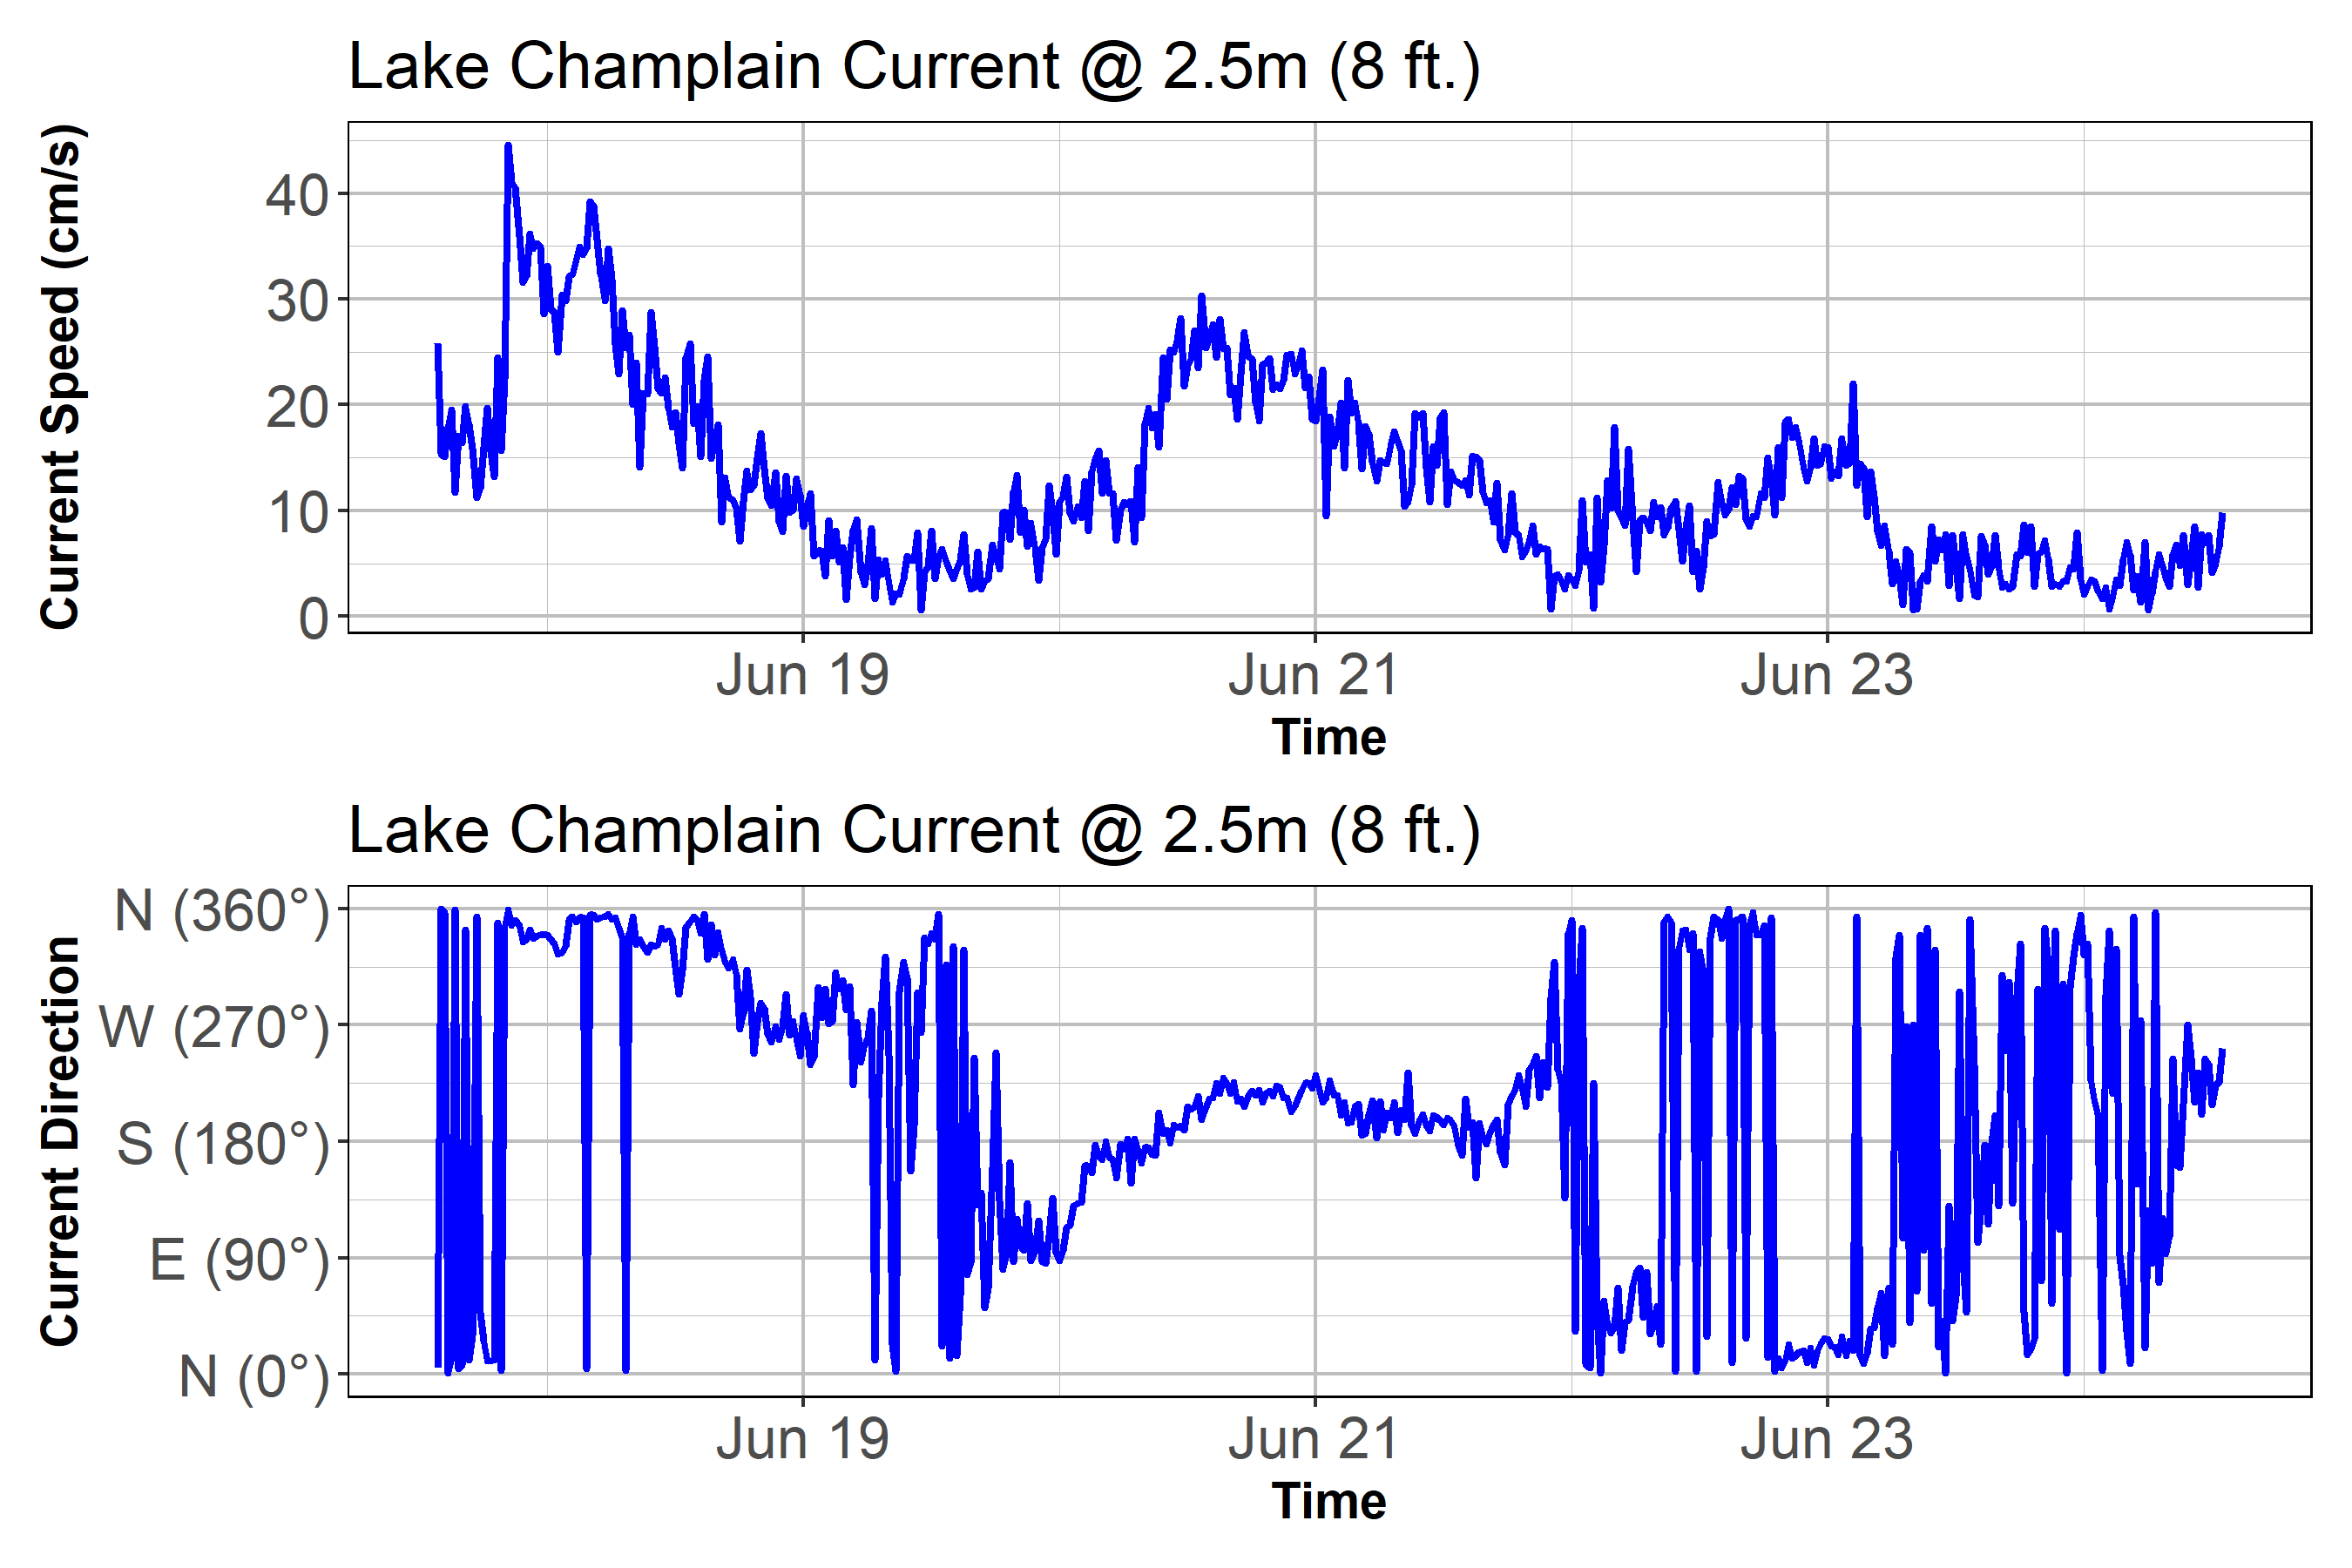 Lake Champlain Current @ 2.5m (8 ft.)
Current Speed (cm/s)
40
30
20
10
0
Jun 19 Jun 21 Jun 23
Time
Lake Champlain Current @ 2.5m (8 ft.)
Current Direction
N (360°)
W (270°)
S (180°)
E (90°)
N (0°)
Jun 19 Jun 21 Jun 23
Time